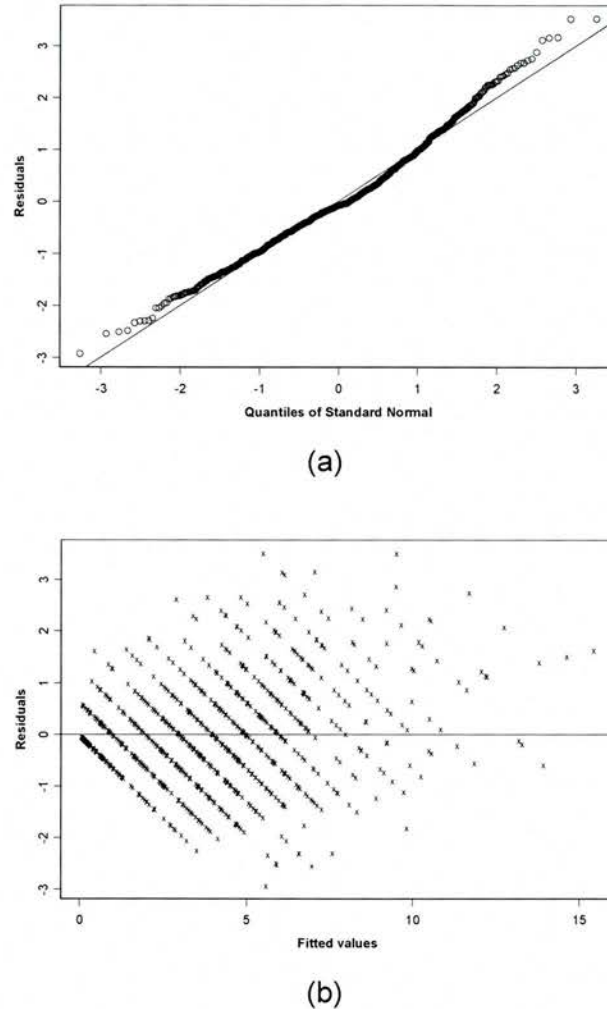 3
2
1
0
-1
-2
-3
Residuals
-3 -2 -1 0 1 2 3
Quantiles of Standard Normal
(a)
3
2
1
0
-1
-2
-3
Residuals
0 5 10 15
Fitted values
(b)